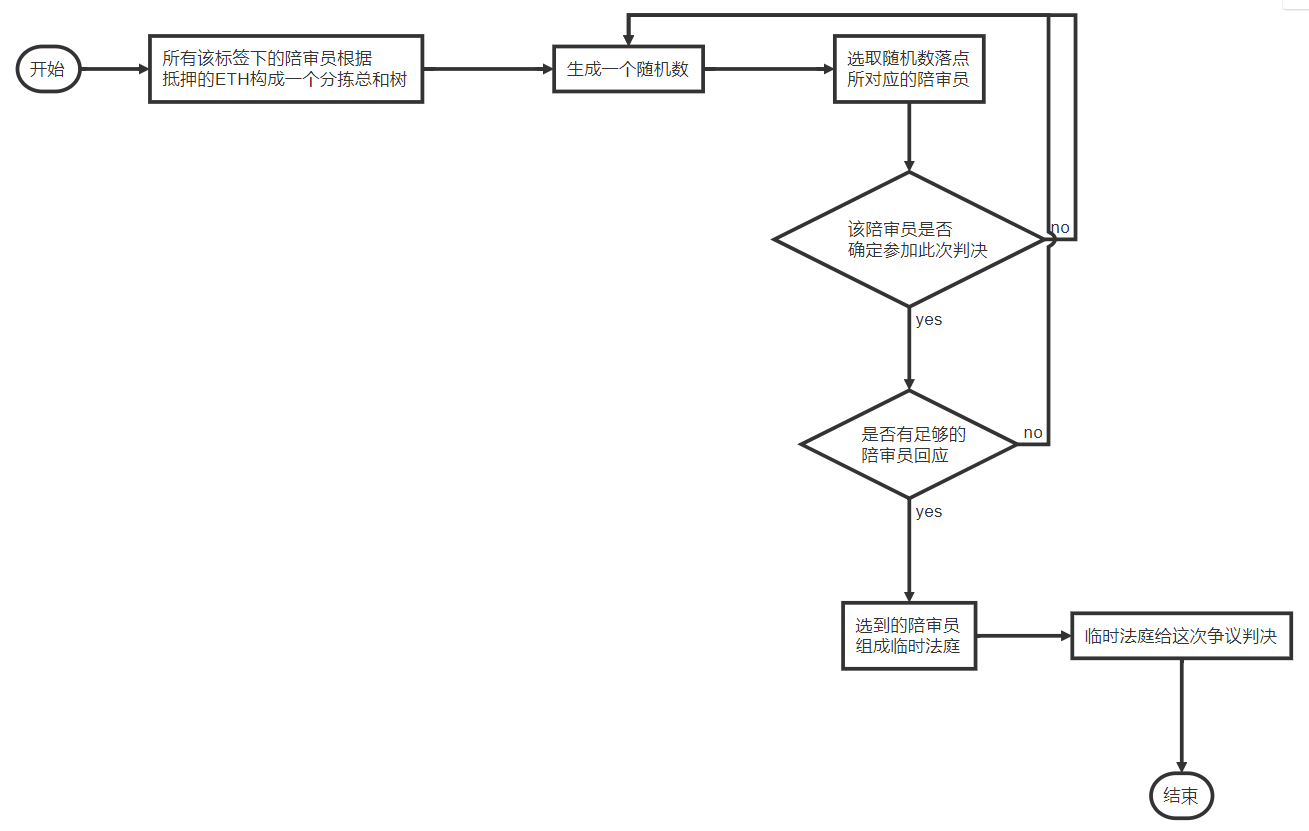 开始
所有该标签下的陪审员根据
抵押的ETH构成一个分拣总和树
生成一个随机数
选取随机数落点
所对应的陪审员
该陪审员是否
确定参加此次判决
no
yes
是否有足够的
陪审员回应
no
yes
选到的陪审员
组成临时法庭
临时法庭给这次争议判决
结束